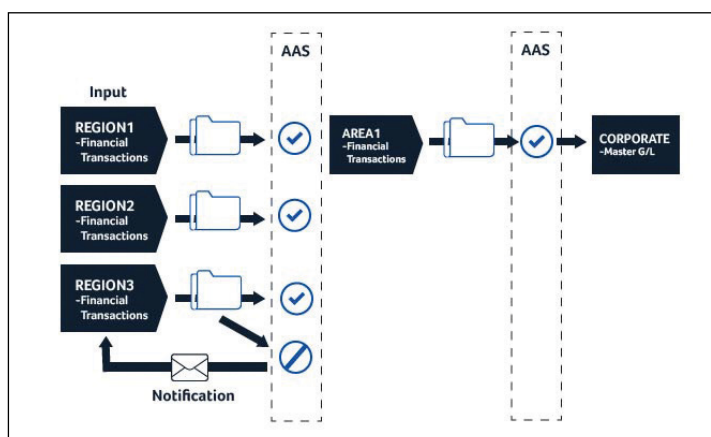 AAS
AAS
Input
REGION1
-Financial
Transactions
AREA1
-Financial
Transactions
CORPORATE
-Master G/L
REGION2
-Financial
Transactions
REGION3
-Financial
Transactions
Notification